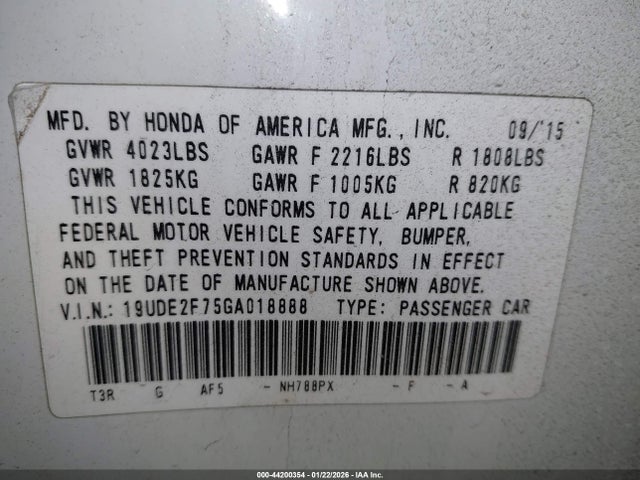 MFD. BY HONDA OF AMERICA MFG., INC. 09/'15
GVWR 4023LBS GAWR F 2216LBS R 1808LBS
GVWR 1825KG GAWR F 1005KG R 820KG
THIS VEHICLE CONFORMS TO ALL APPLICABLE
FEDERAL MOTOR VEHICLE SAFETY, BUMPER,
AND THEFT PREVENTION STANDARDS IN EFFECT
ON THE DATE OF MANUFACTURE SHOWN ABOVE.
V.I.N.: 19UDE2F75GA018888 TYPE: PASSENGER CAR
T3R G AF5 - NH788PX - F - A
000-44200354 | 01/22/2026 | IAA Inc.